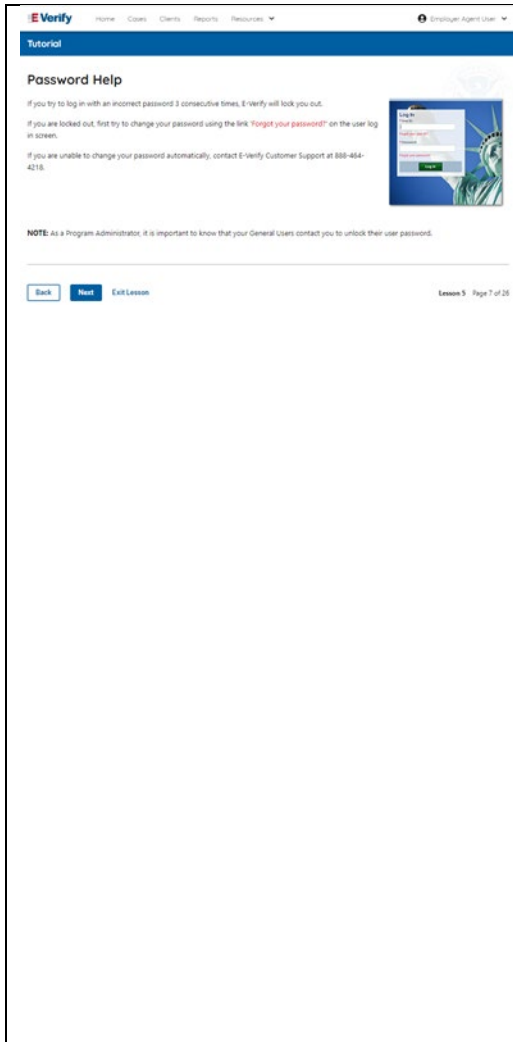 E-Verify Home Cases Clients Reports Resources Employer Agent User
Tutorial
Password Help
If you try to log in with an incorrect password 3 consecutive times, E-Verify will lock you out.
If you are locked out, first try to change your password using the link "Forgot your password?" on the user log
in screen.
If you are unable to change your password automatically, contact E-Verify Customer Support at 888-464-
4218.
Log In
User ID
Password
Log In
NOTE: As a Program Administrator, it is important to know that your General Users contact you to unlock their user password.
Back Next Exit Lesson Lesson 5 Page 7 of 26